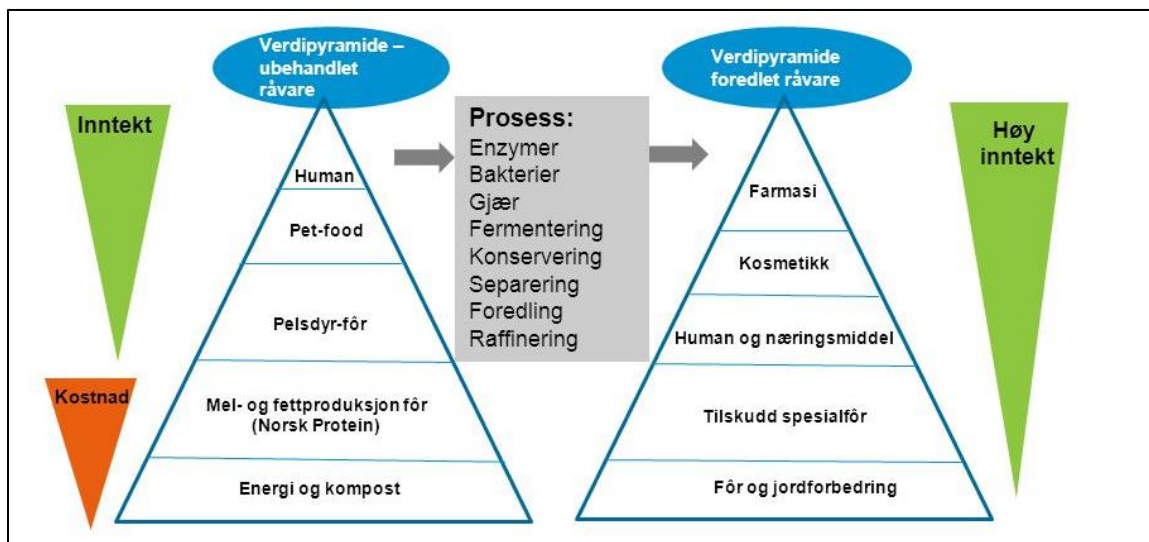 Verdipyramide –
ubehandlet
råvare
Inntekt
Kostnad
Human
Pet-food
Pelsdyr-fôr
Mel- og fettproduksjon fôr
(Norsk Protein)
Energi og kompost
Prosess:
Enzymer
Bakterier
Gjær
Fermentering
Konservering
Separering
Foredling
Raffinering
Verdipyramide
foredlet råvare
Farmasi
Kosmetikk
Human og næringsmiddel
Tilskudd spesialfôr
Fôr og jordforbedring
Høy
inntekt